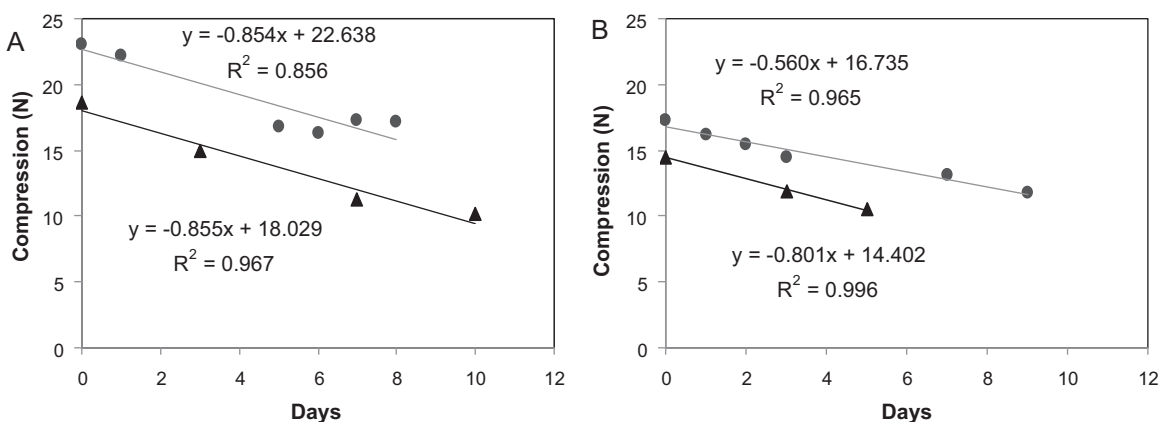 A
y = -0.854x + 22.638
R² = 0.856
y = -0.855x + 18.029
R² = 0.967
Compression (N)
25
20
15
10
5
0
0 2 4 6 8 10 12
Days
B
y = -0.560x + 16.735
R² = 0.965
y = -0.801x + 14.402
R² = 0.996
Compression (N)
25
20
15
10
5
0
0 2 4 6 8 10 12
Days